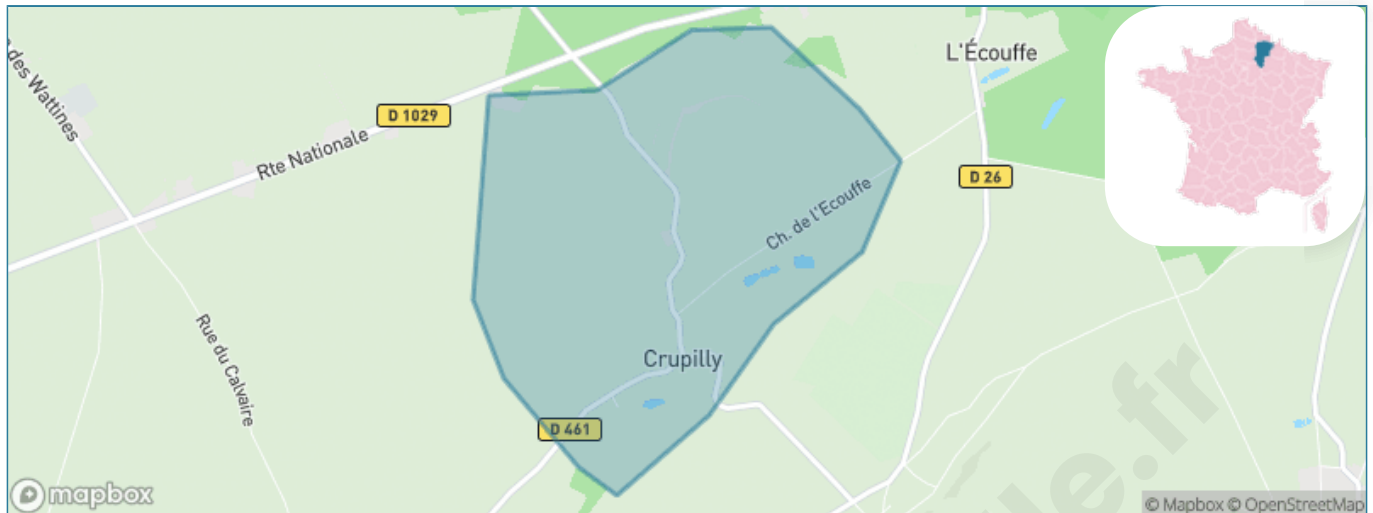 des Wattines
L'Écouffe
D 1029
Rte Nationale
D 26
Ch. de l'Ecouffe
Rue du Calvaire
Crupilly
D 461
mapbox
© Mapbox © OpenStreetMap